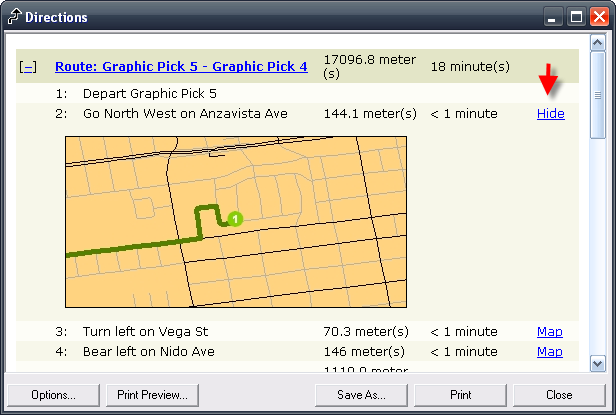 Directions
[–] Route: Graphic Pick 5 - Graphic Pick 4 17096.8 meter(s) 18 minute(s)
1: Depart Graphic Pick 5
2: Go North West on Anzavista Ave 144.1 meter(s) < 1 minute Hide
1
3: Turn left on Vega St 70.3 meter(s) < 1 minute Map
4: Bear left on Nido Ave 146 meter(s) < 1 minute Map
1110.0 meter
Options... Print Preview... Save As... Print Close